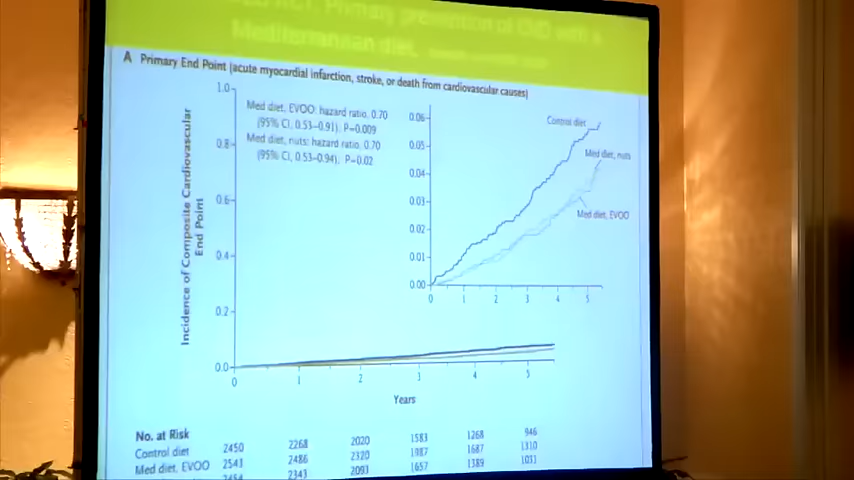 Primary prevention of CVD with a
Mediterranean diet,
A Primary End Point (acute myocardial infarction, stroke, or death from cardiovascular causes)
Incidence of Composite Cardiovascular
End Point
1.0
0.8
0.6
0.4
0.2
0.0
0 1 2 3 4 5
Years
Med diet, EVOO: hazard ratio, 0.70
(95% CI, 0.53–0.91), P=0.009
Med diet, nuts: hazard ratio, 0.70
(95% CI, 0.53–0.94), P=0.02
0.06
0.05
0.04
0.03
0.02
0.01
0.00
0 1 2 3 4 5
Control diet
Med diet, nuts
Med diet, EVOO
No. at Risk
Control diet 2450 2268 2020 1583 1268 946
Med diet, EVOO 2543 2486 2320 1987 1687 1310
2454 2343 2093 1657 1389 1031